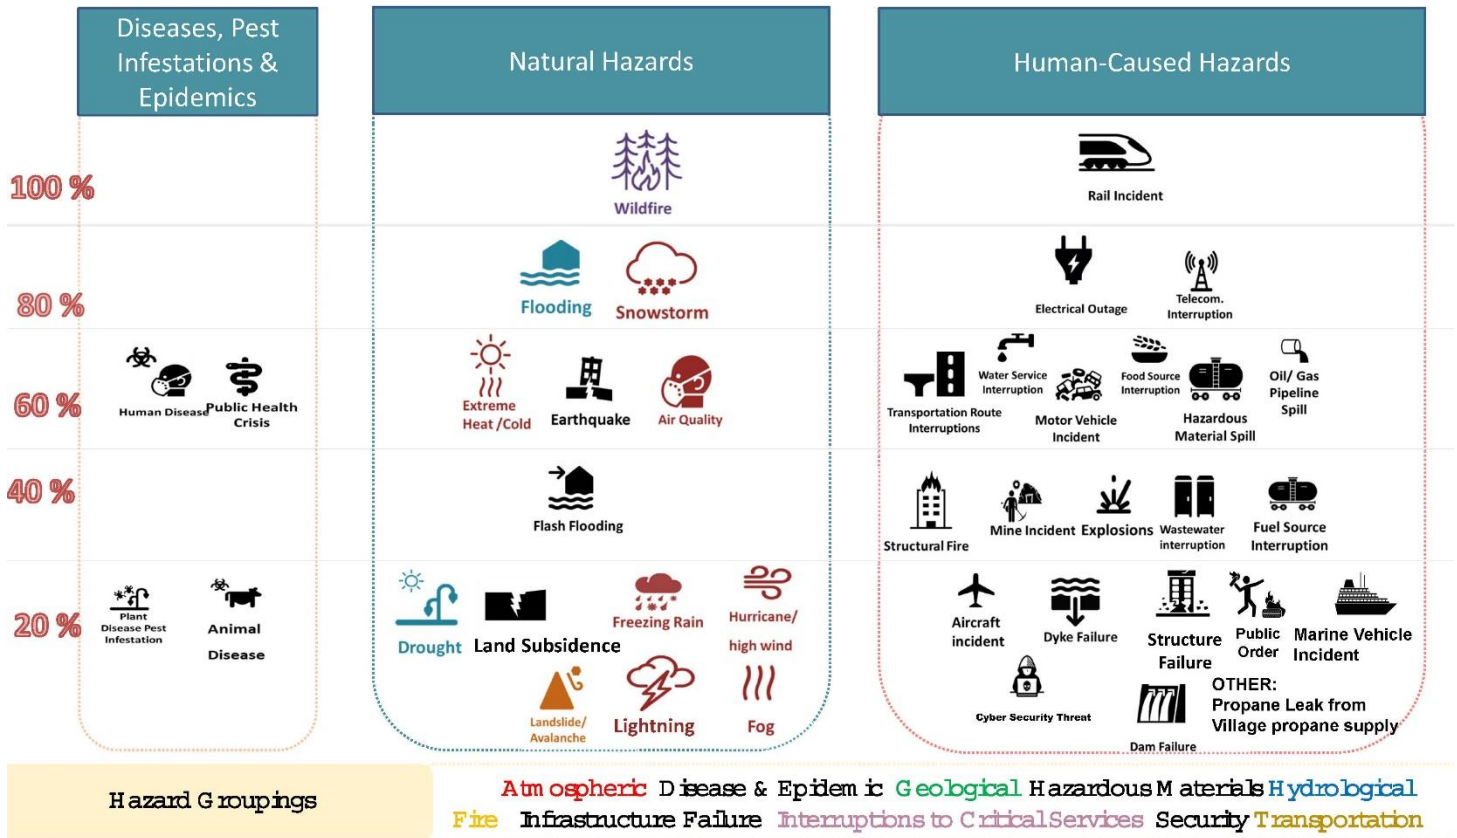 Diseases, Pest
Infestations &
Epidemics
Natural Hazards
Human-Caused Hazards
100 %
Wildfire
Rail Incident
80 %
Flooding
Snowstorm
Electrical Outage
Telecom.
Interruption
60 %
Human Disease
Public Health
Crisis
Extreme
Heat /Cold
Earthquake
Air Quality
Transportation Route
Interruptions
Water Service
Interruption
Motor Vehicle
Incident
Food Source
Interruption
Hazardous
Material Spill
Oil/ Gas
Pipeline
Spill
40 %
Flash Flooding
Structural Fire
Mine Incident
Explosions
Wastewater
interruption
Fuel Source
Interruption
20 %
Plant
Disease Pest
Infestation
Animal
Disease
Drought
Land Subsidence
Freezing Rain
Hurricane/
high wind
Landslide/
Avalanche
Lightning
Fog
Aircraft
incident
Dyke Failure
Structure
Failure
Public
Order
Marine Vehicle
Incident
Cyber Security Threat
Dam Failure
OTHER:
Propane Leak from
Village propane supply
Hazard Groupings
Atmospheric Disease & Epidemic Geological Hazardous Materials Hydrological
Fire Infrastructure Failure Interruptions to Critical Services Security Transportation